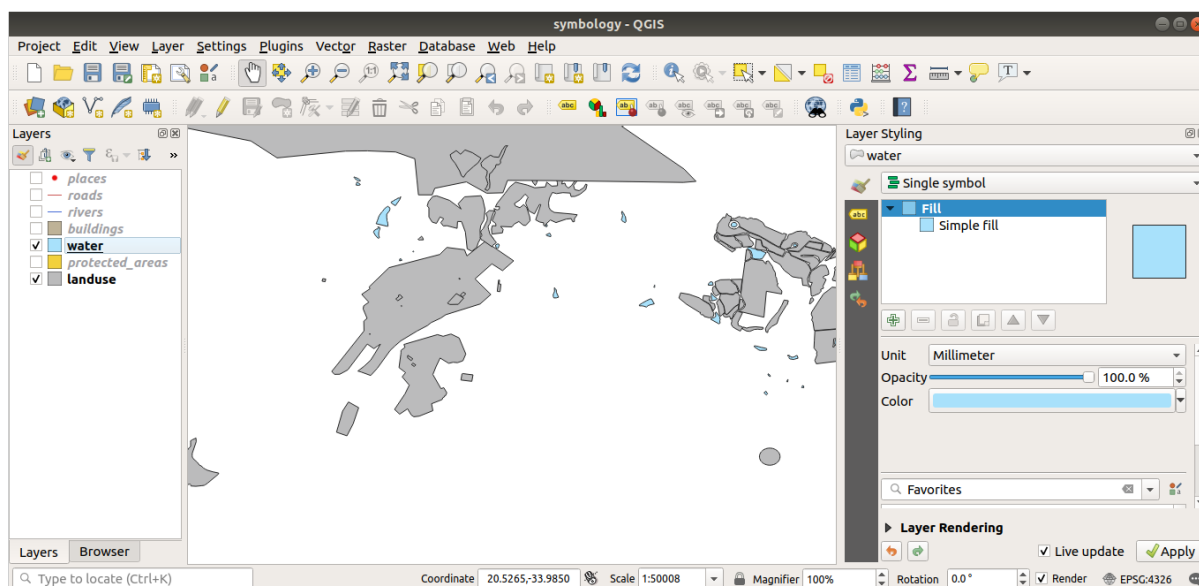 symbology - QGIS
Project Edit View Layer Settings Plugins Vector Raster Database Web Help
Layers
places
roads
rivers
buildings
water
protected_areas
landuse
Layers Browser
Layer Styling
water
Single symbol
Fill
Simple fill
Unit Millimeter
Opacity 100.0 %
Color
Favorites
Layer Rendering
Live update Apply
Type to locate (Ctrl+K) Coordinate 20.5265,-33.9850 Scale 1:50008 Magnifier 100% Rotation 0.0 ° Render EPSG:4326